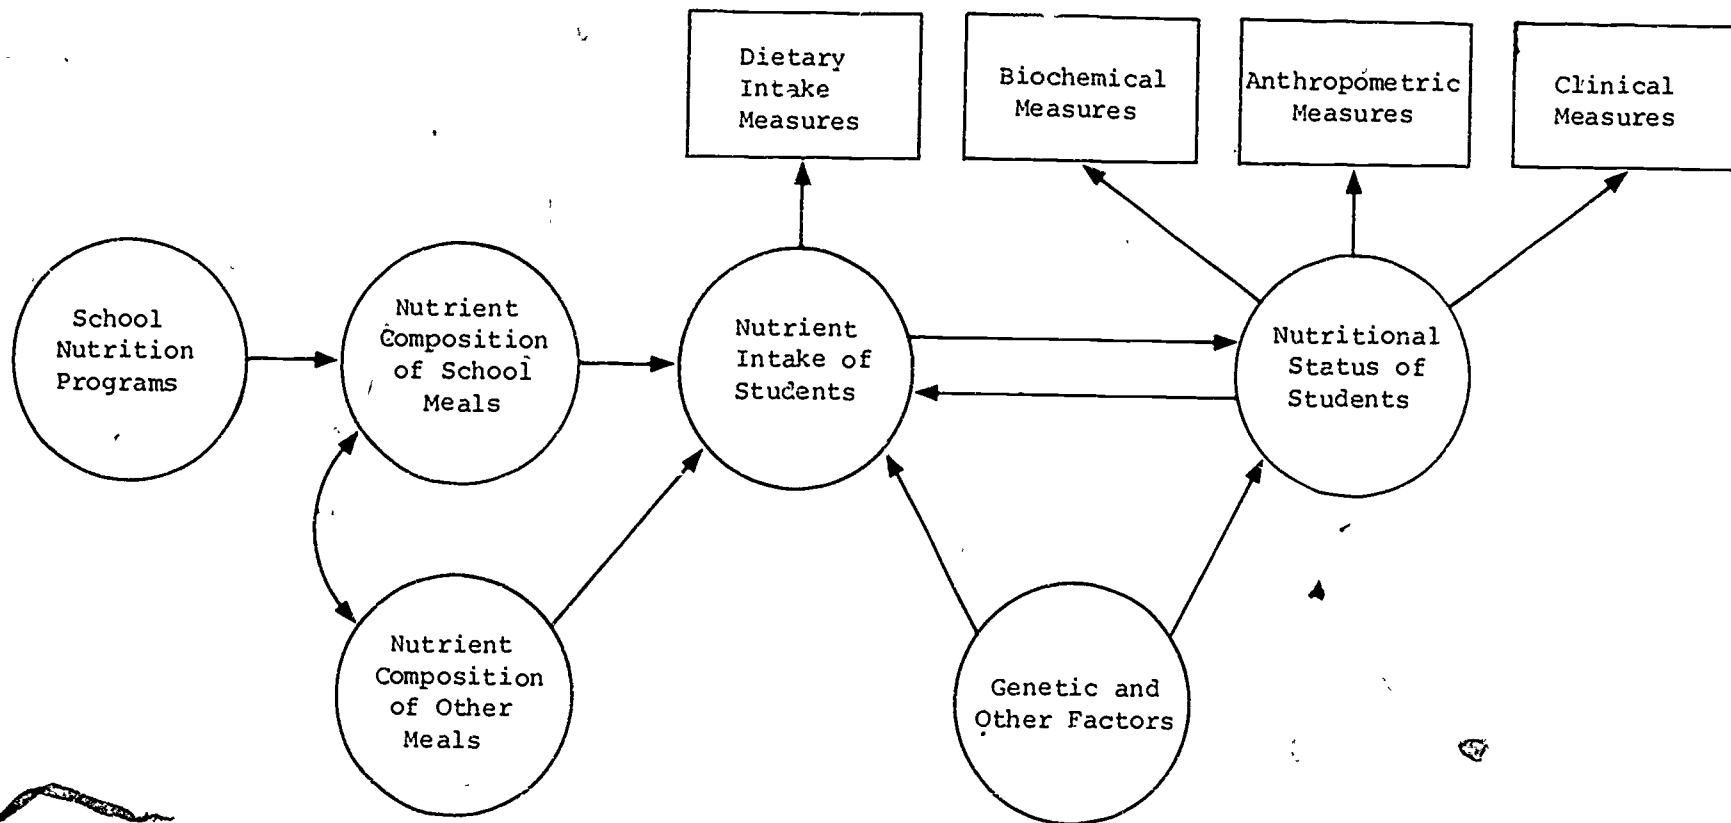 Dietary
Intake
Measures
Biochemical
Measures
Anthropometric
Measures
Clinical
Measures
School
Nutrition
Programs
Nutrient
Composition
of School
Meals
Nutrient
Intake of
Students
Nutritional
Status of
Students
Nutrient
Composition
of Other
Meals
Genetic and
Other Factors